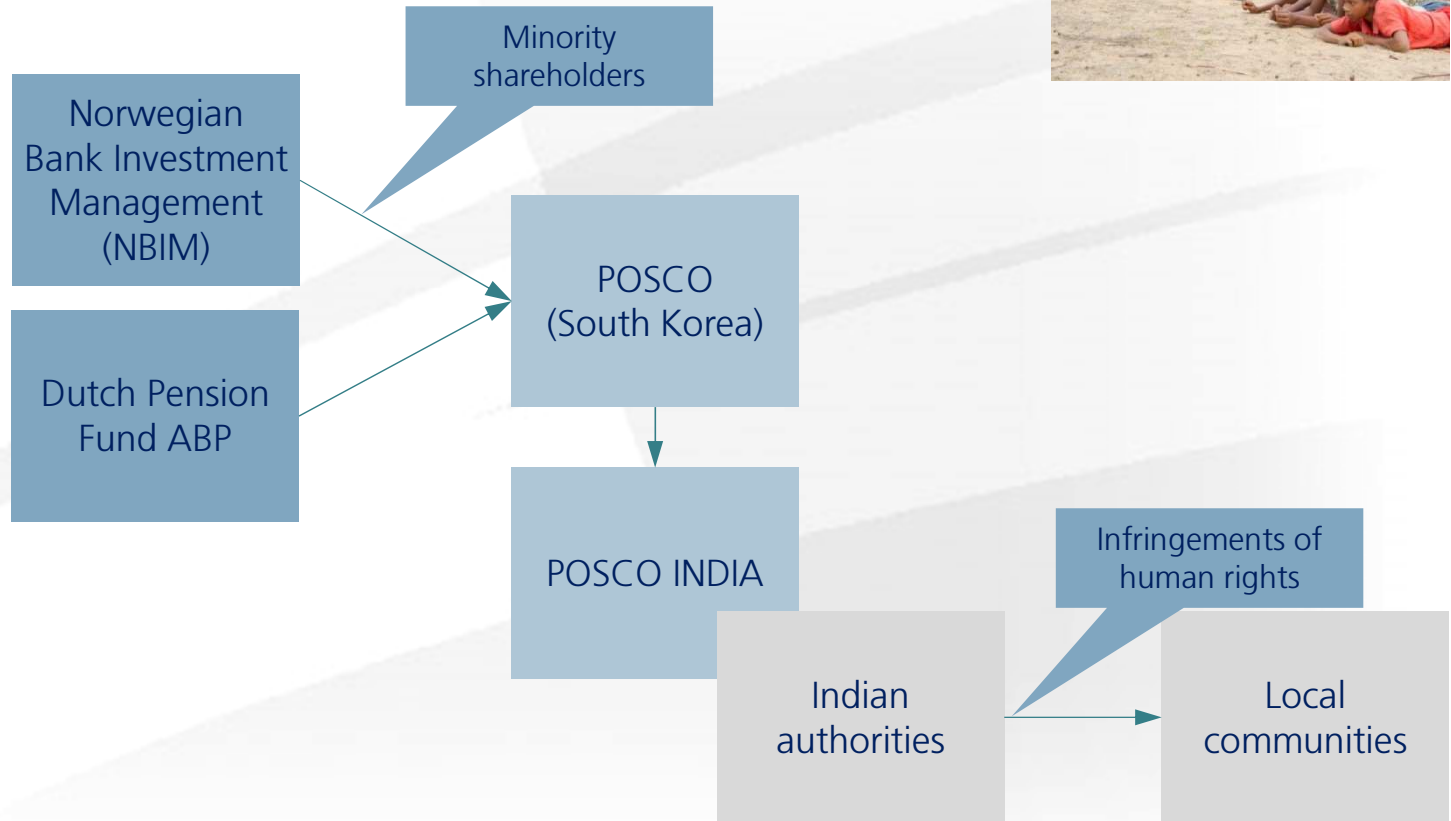 Minority
shareholders
Norwegian
Bank Investment
Management
(NBIM)
POSCO
(South Korea)
Dutch Pension
Fund ABP
POSCO INDIA
Infringements of
human rights
Indian
authorities
Local
communities